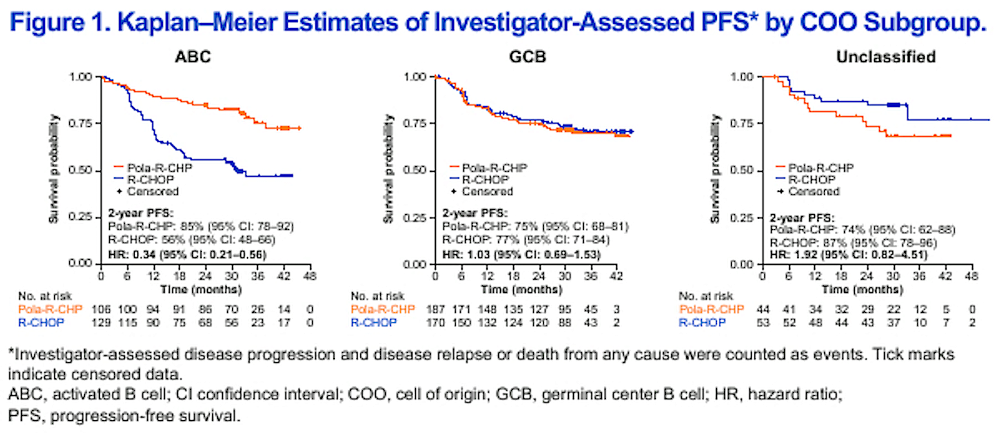 Figure 1. Kaplan–Meier Estimates of Investigator-Assessed PFS* by COO Subgroup.
ABC
Survival probability
1.00
0.75
0.50
0.25
0.00
Pola-R-CHP
R-CHOP
Censored
2-year PFS:
Pola-R-CHP: 85% (95% CI: 78–92)
R-CHOP: 56% (95% CI: 48–66)
HR: 0.34 (95% CI: 0.21–0.56)
0 6 12 18 24 30 36 42 48
Time (months)
No. at risk
Pola-R-CHP 106 100 94 91 86 70 26 14 0
R-CHOP 129 115 90 75 68 56 23 17 0
GCB
Survival probability
1.00
0.75
0.50
0.25
0.00
Pola-R-CHP
R-CHOP
Censored
2-year PFS:
Pola-R-CHP: 75% (95% CI: 68–81)
R-CHOP: 77% (95% CI: 71–84)
HR: 1.03 (95% CI: 0.69–1.53)
0 6 12 18 24 30 36 42
Time (months)
No. at risk
Pola-R-CHP 187 171 148 135 127 95 45 3
R-CHOP 170 150 132 124 120 88 43 2
Unclassified
Survival probability
1.00
0.75
0.50
0.25
0.00
Pola-R-CHP
R-CHOP
Censored
2-year PFS:
Pola-R-CHP: 74% (95% CI: 62–88)
R-CHOP: 87% (95% CI: 78–96)
HR: 1.92 (95% CI: 0.82–4.51)
0 6 12 18 24 30 36 42 48
Time (months)
No. at risk
Pola-R-CHP 44 41 34 32 29 22 12 5 0
R-CHOP 53 52 48 44 43 37 10 7 2
*Investigator-assessed disease progression and disease relapse or death from any cause were counted as events. Tick marks
indicate censored data.
ABC, activated B cell; CI confidence interval; COO, cell of origin; GCB, germinal center B cell; HR, hazard ratio;
PFS, progression-free survival.